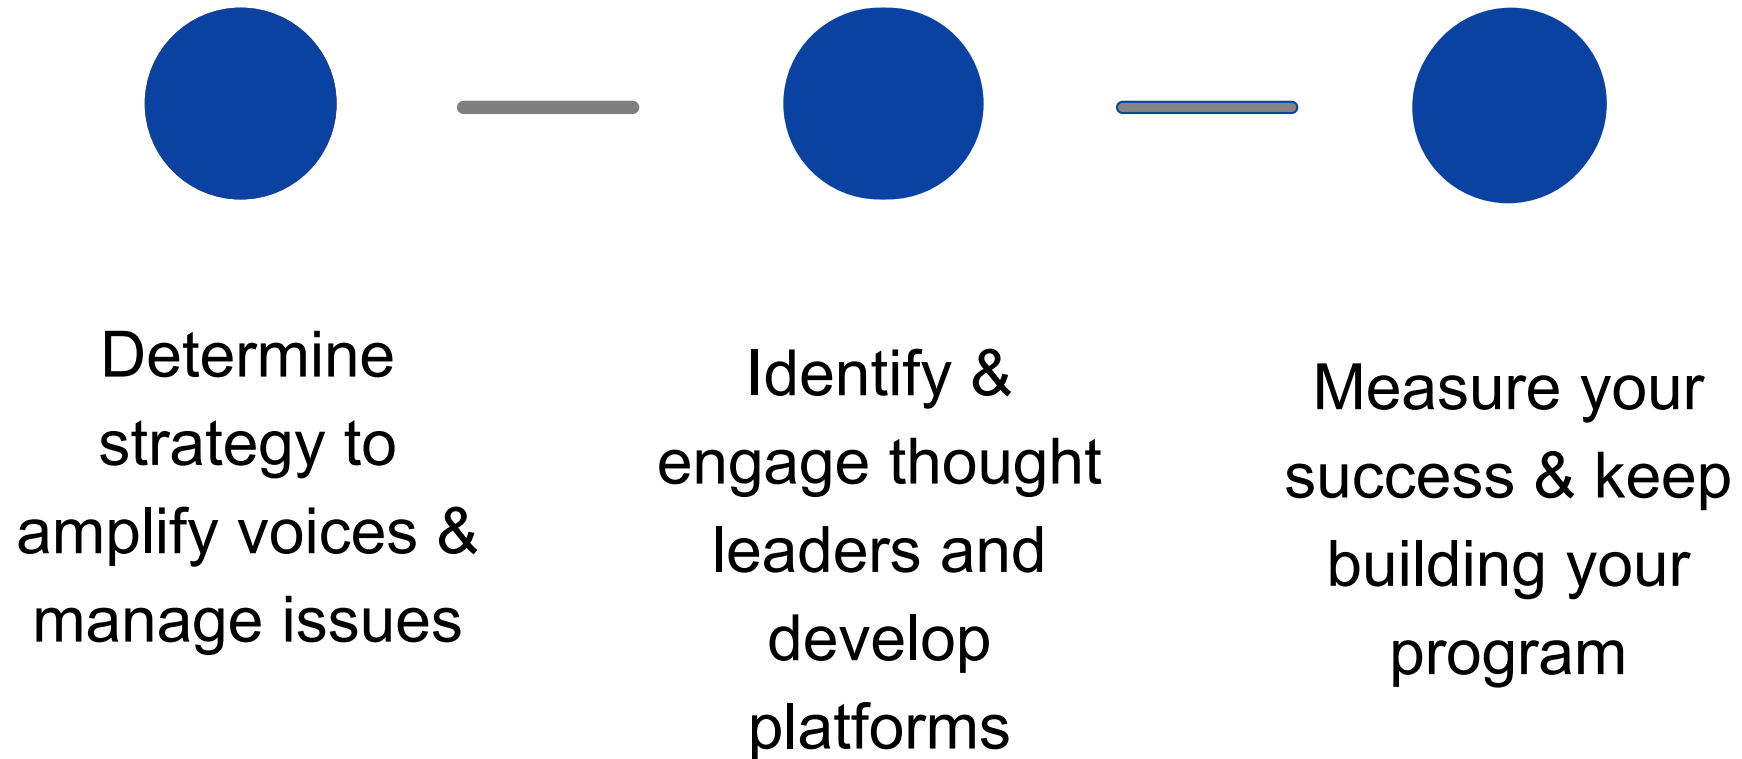 Determine
strategy to
amplify voices &
manage issues
Identify &
engage thought
leaders and
develop
platforms
Measure your
success & keep
building your
program